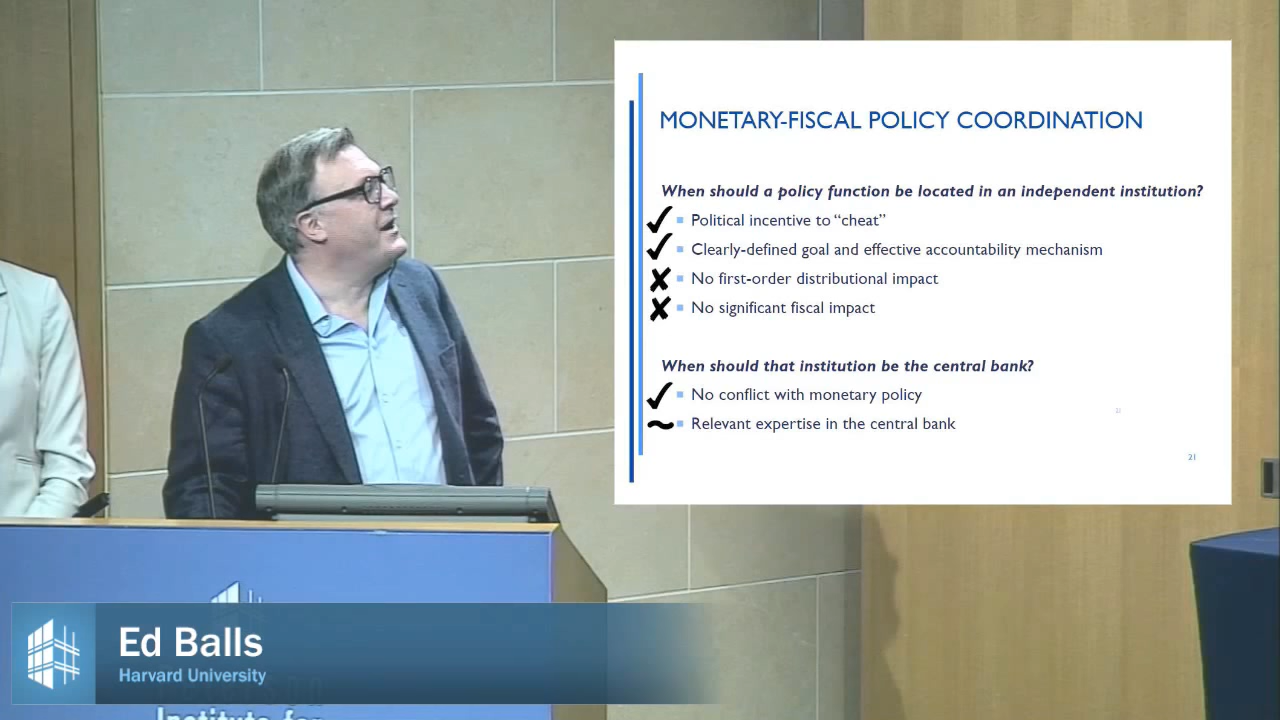 MONETARY-FISCAL POLICY COORDINATION
When should a policy function be located in an independent institution?
Political incentive to “cheat”
Clearly-defined goal and effective accountability mechanism
No first-order distributional impact
No significant fiscal impact
When should that institution be the central bank?
No conflict with monetary policy
Relevant expertise in the central bank
21
Ed Balls
Harvard University
Institute for